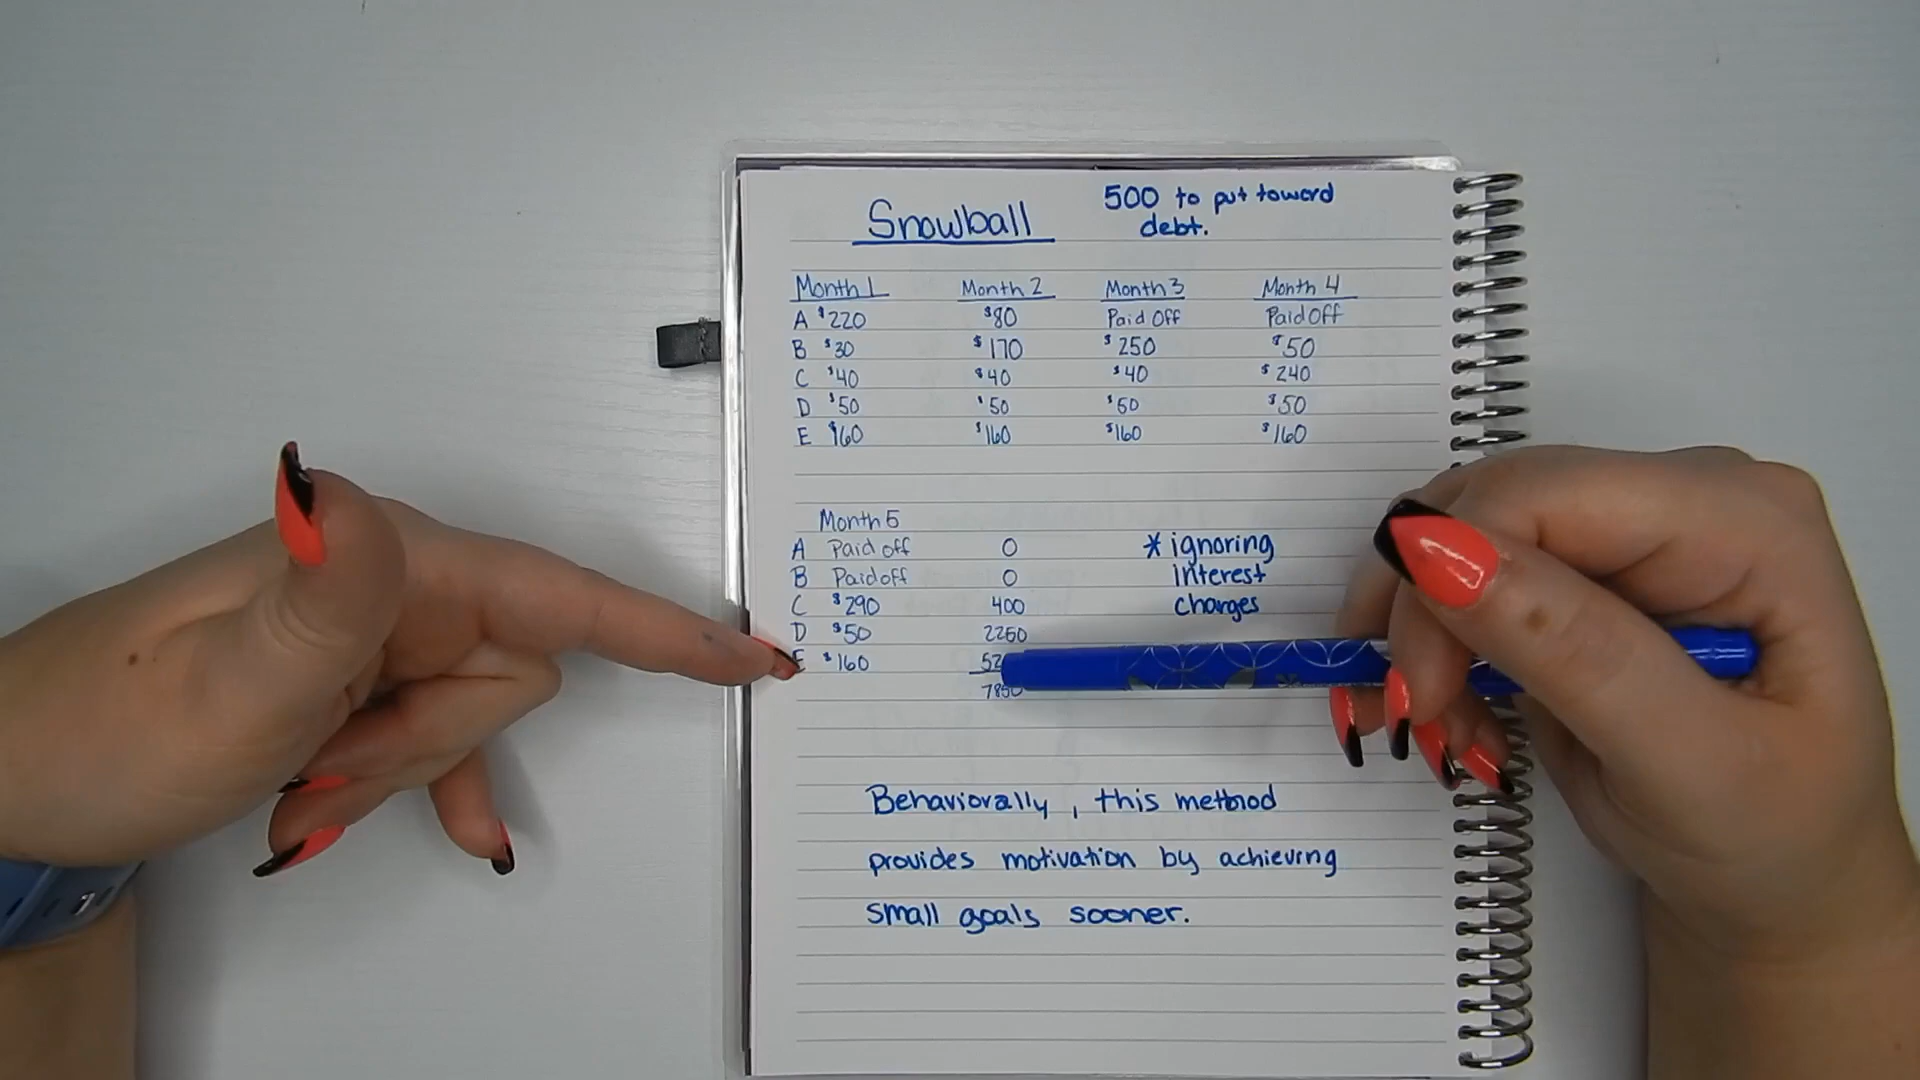 Snowball
500 to put toward
debt.
Month 1 Month 2 Month 3 Month 4
A $220 $80 Paid Off Paid Off
B $30 $170 $250 $50
C $40 $40 $40 $240
D $50 $50 $50 $50
E $160 $160 $160 $160
Month 5
A Paid off 0 * ignoring
B Paid off 0 interest
C $290 400 charges
D $50 2250
E $160
7850
Behaviorally, this method
provides motivation by achieving
small goals sooner.